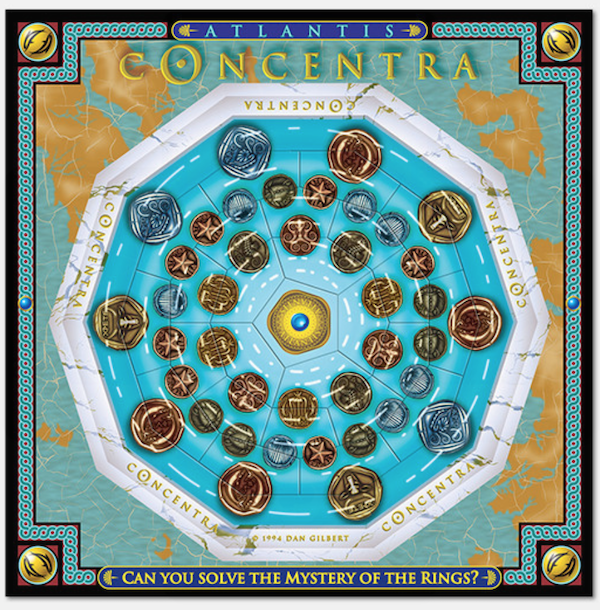 ATLANTIS
CONCENTRA
CONCENTRA
CONCENTRA
CONCENTRA
CONCENTRA
CONCENTRA
CONCENTRA
© 1994 DAN GILBERT
CAN YOU SOLVE THE MYSTERY OF THE RINGS?